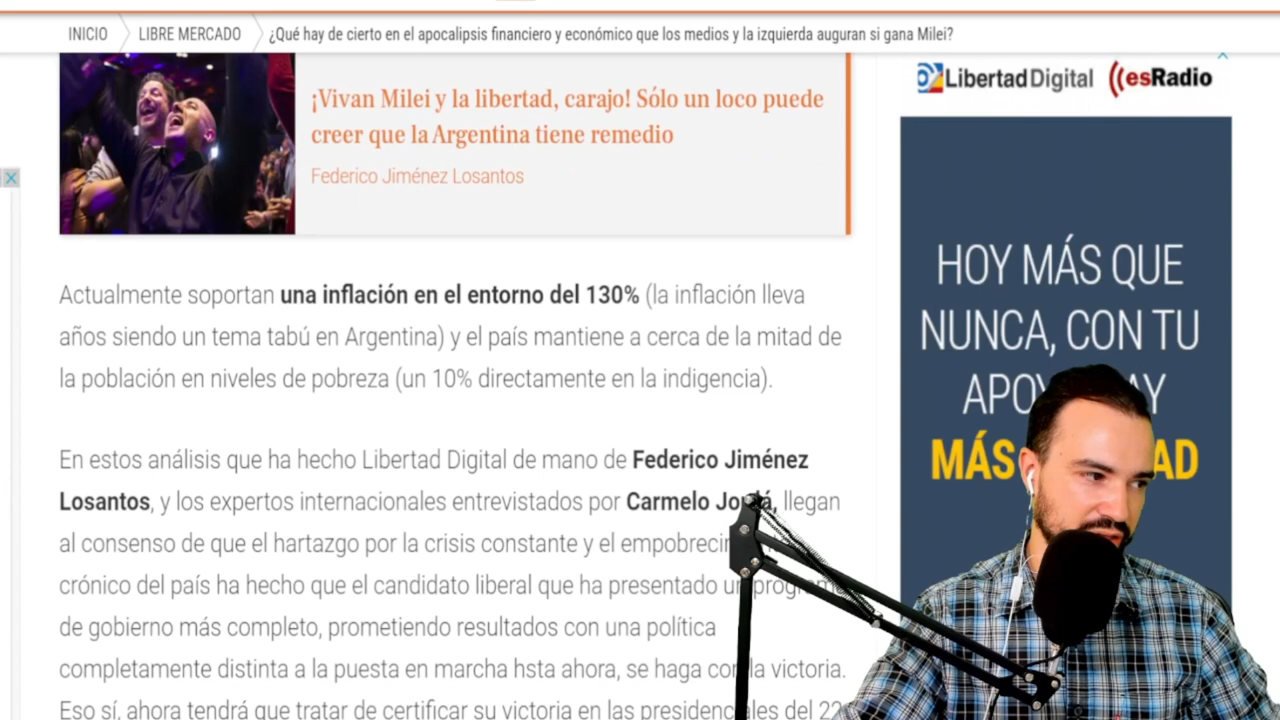 INICIO
LIBRE MERCADO
¿Qué hay de cierto en el apocalipsis financiero y económico que los medios y la izquierda auguran si gana Milei?
¡Vivan Milei y la libertad, carajo! Sólo un loco puede
creer que la Argentina tiene remedio
Federico Jiménez Losantos
Actualmente soportan una inflación en el entorno del 130% (la inflación lleva
años siendo un tema tabú en Argentina) y el país mantiene a cerca de la mitad de
la población en niveles de pobreza (un 10% directamente en la indigencia).
En estos análisis que ha hecho Libertad Digital de mano de Federico Jiménez
Losantos, y los expertos internacionales entrevistados por Carmelo llegan
al consenso de que el hartazgo por la crisis constante y el
crónico del país ha hecho que el candidato liberal que ha presentado un
de gobierno más completo, prometiendo resultados con una política
completamente distinta a la puesta en marcha hsta ahora, se haga con la victoria.
Eso sí, ahora tendrá que tratar de certificar su victoria en las presidenciales del 22
Libertad Digital
esRadio
HOY MÁS QUE
NUNCA, CON TU
MÁS